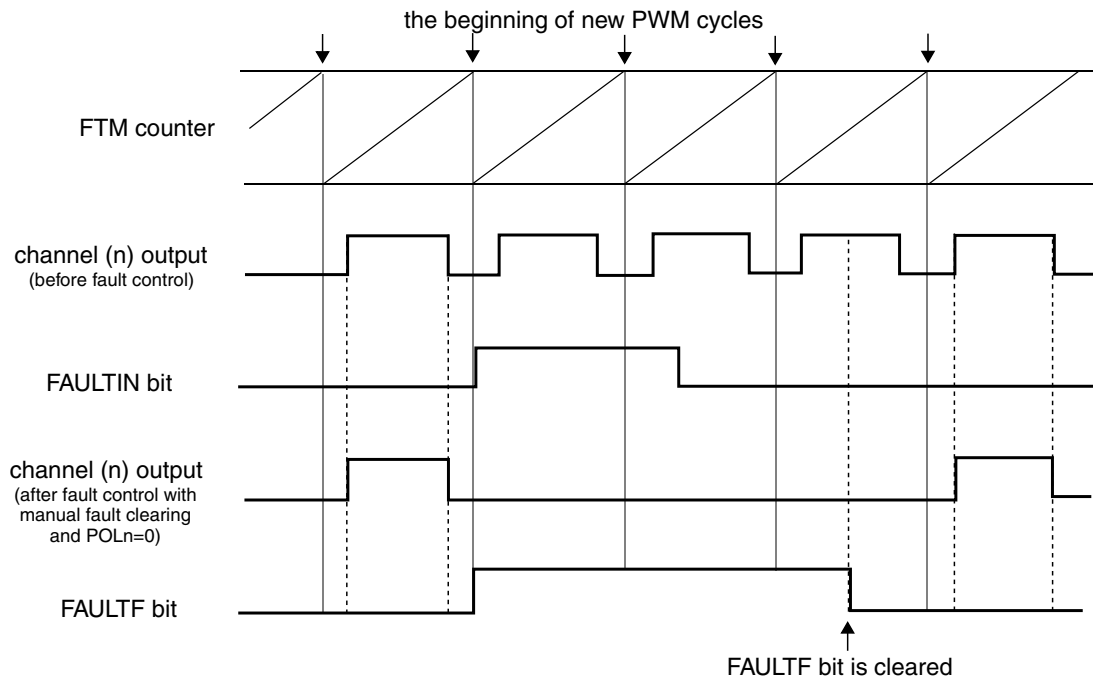 the beginning of new PWM cycles
FTM counter
channel (n) output
(before fault control)
FAULTIN bit
channel (n) output
(after fault control with
manual fault clearing
and POLn=0)
FAULTF bit
FAULTF bit is cleared